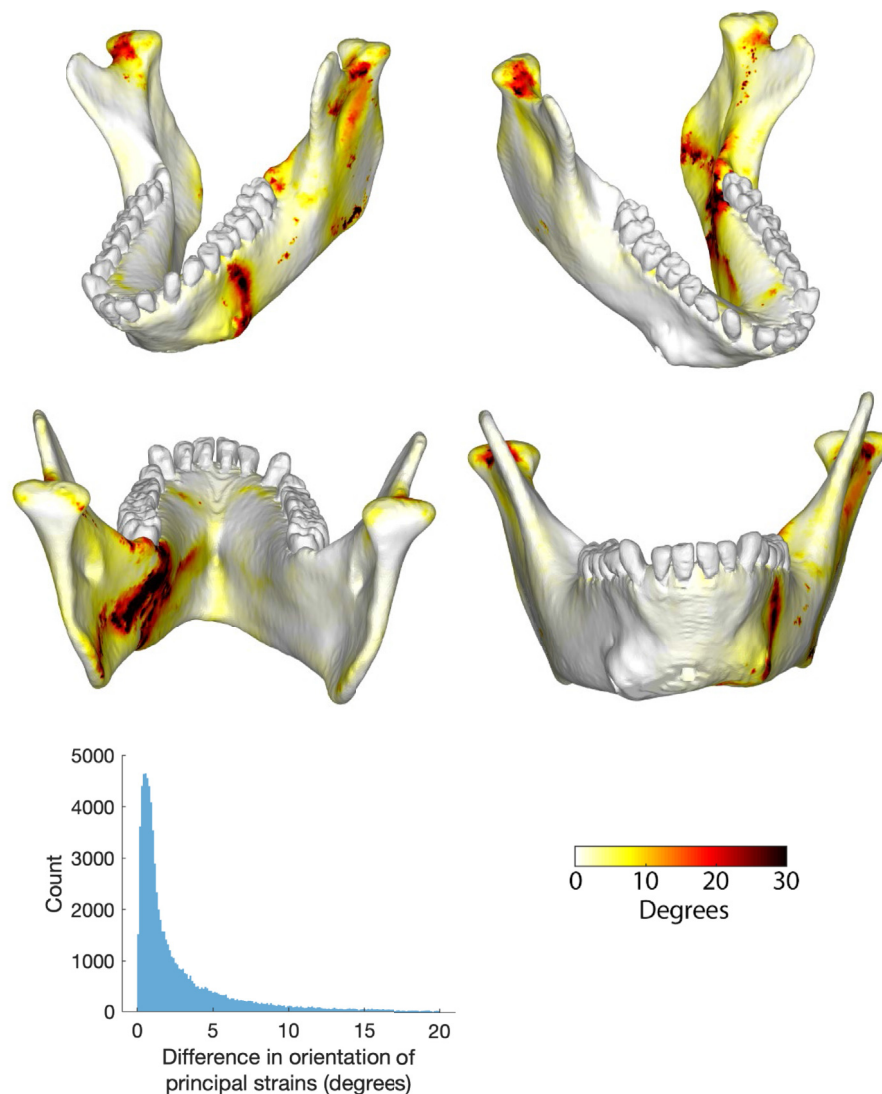 5000
4000
3000
2000
1000
0
Count
0 5 10 15 20
Difference in orientation of
principal strains (degrees)
0 10 20 30
Degrees